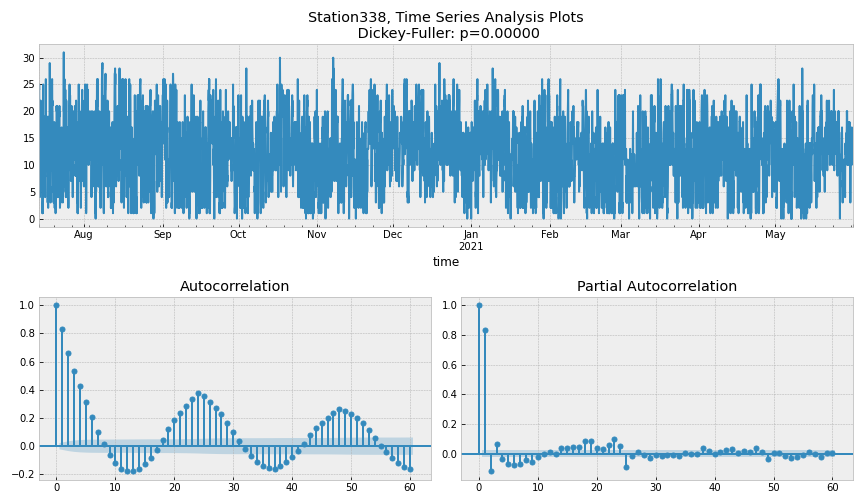 Station338, Time Series Analysis Plots
Dickey-Fuller: p=0.00000
30
25
20
15
10
5
0
Aug Sep Oct Nov Dec Jan Feb Mar Apr May
2021
time
Autocorrelation
1.0
0.8
0.6
0.4
0.2
0.0
−0.2
0 10 20 30 40 50 60
Partial Autocorrelation
1.0
0.8
0.6
0.4
0.2
0.0
0 10 20 30 40 50 60